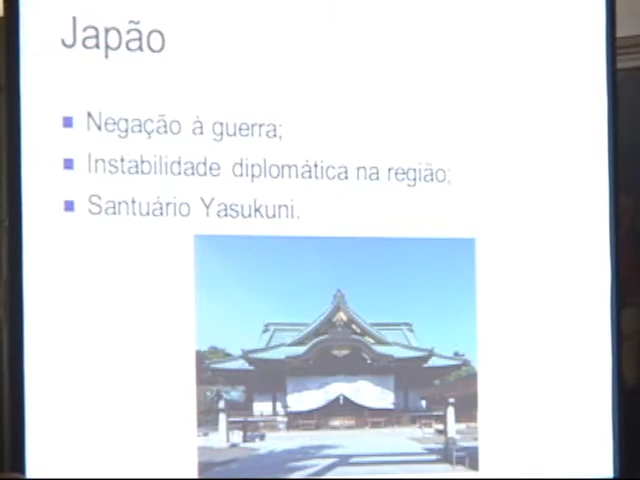 Japão
Negação à guerra;
Instabilidade diplomática na região;
Santuário Yasukuni.